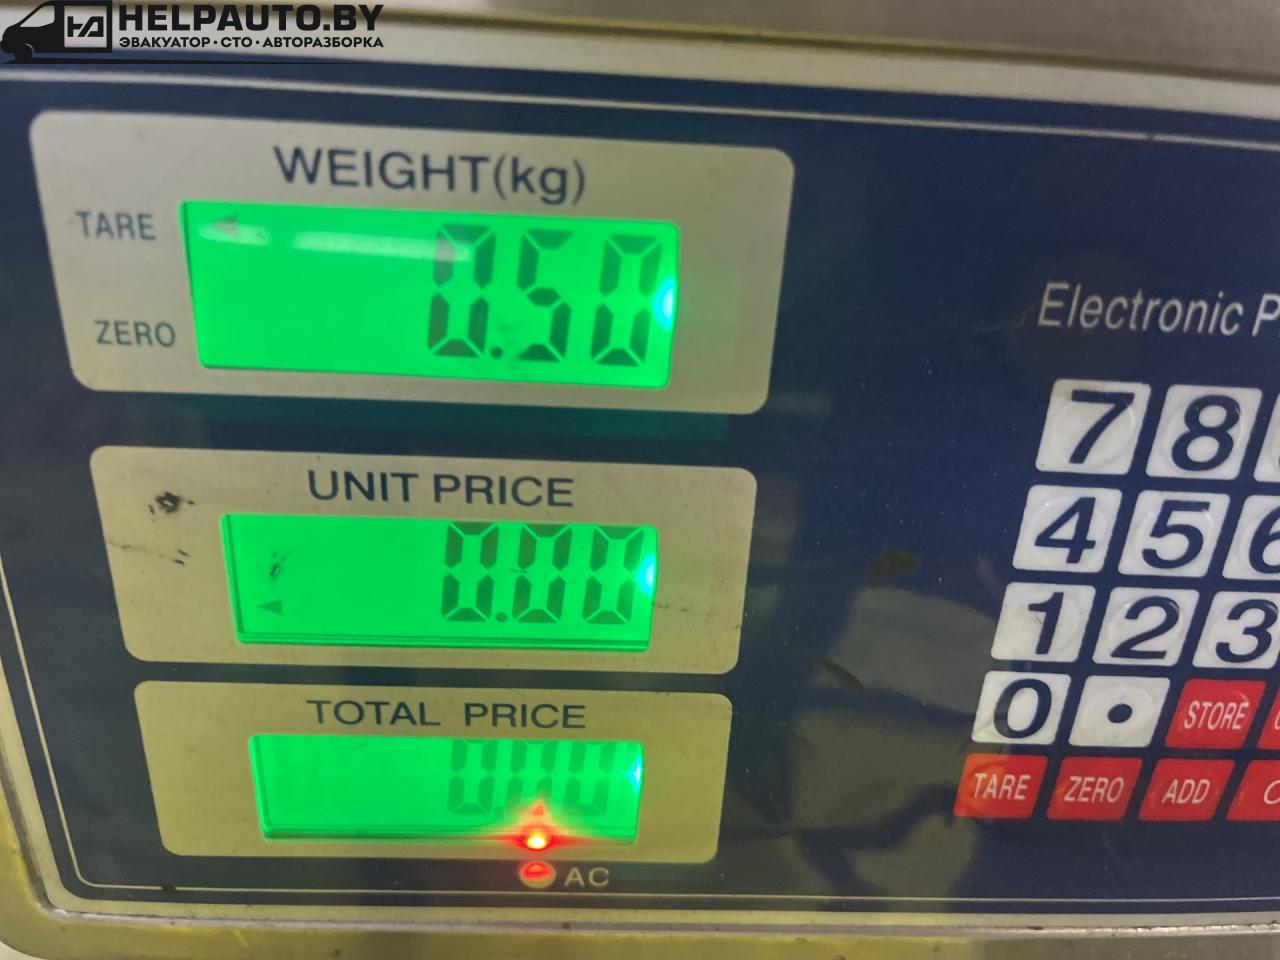 HELPAUTO.BY
ЭВАКУАТОР·СТО·АВТОРАЗБОРКА
WEIGHT(kg)
TARE
0.50
ZERO
Electronic P
UNIT PRICE
0.00
TOTAL PRICE
0.00
AC
7 8
4 5 6
1 2 3
0 . STORE
TARE ZERO ADD C